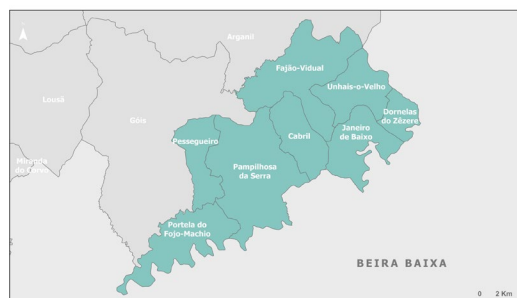 Arganil
Fajão-Vidual
Unhais-o-Velho
Lousã
Dornelas
do Zêzere
Góis
Janeiro
de Baixo
Cabril
Pessegueiro
Miranda
do Corvo
Pampilhosa
da Serra
Portela do
Fojo-Machio
BEIRA BAIXA
0 2 Km